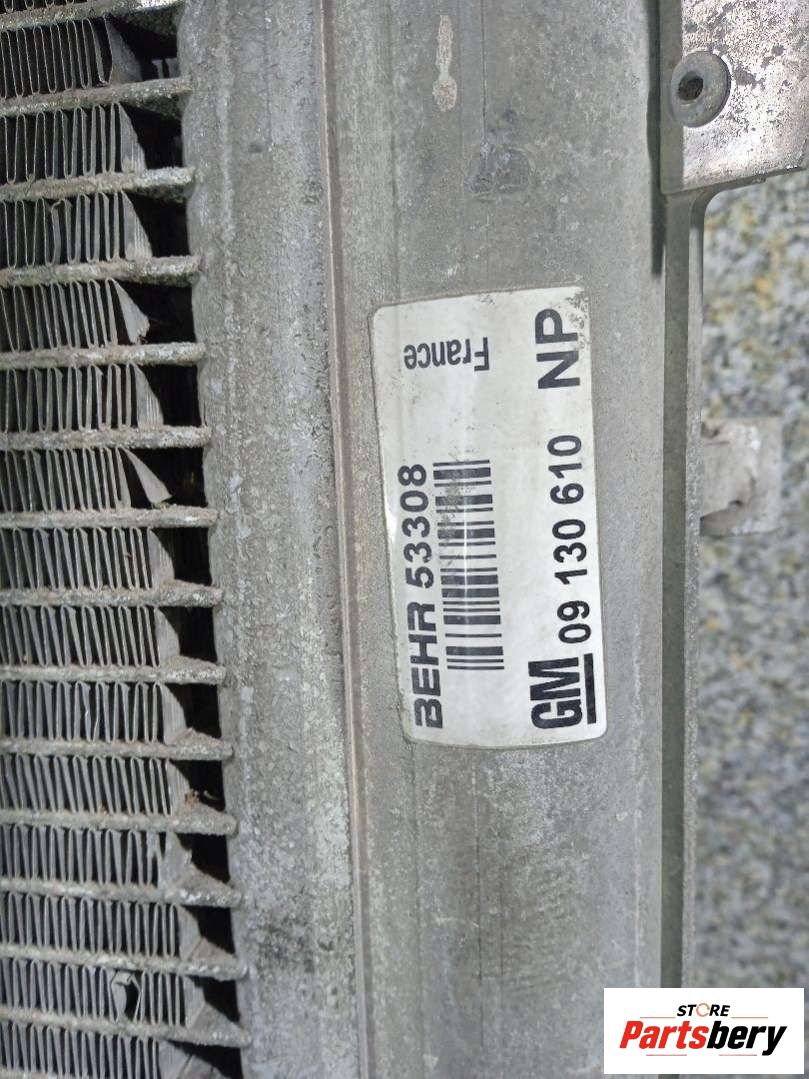 BEHR 53308
France
GM 09 130 610 NP
STORE
Partsbery